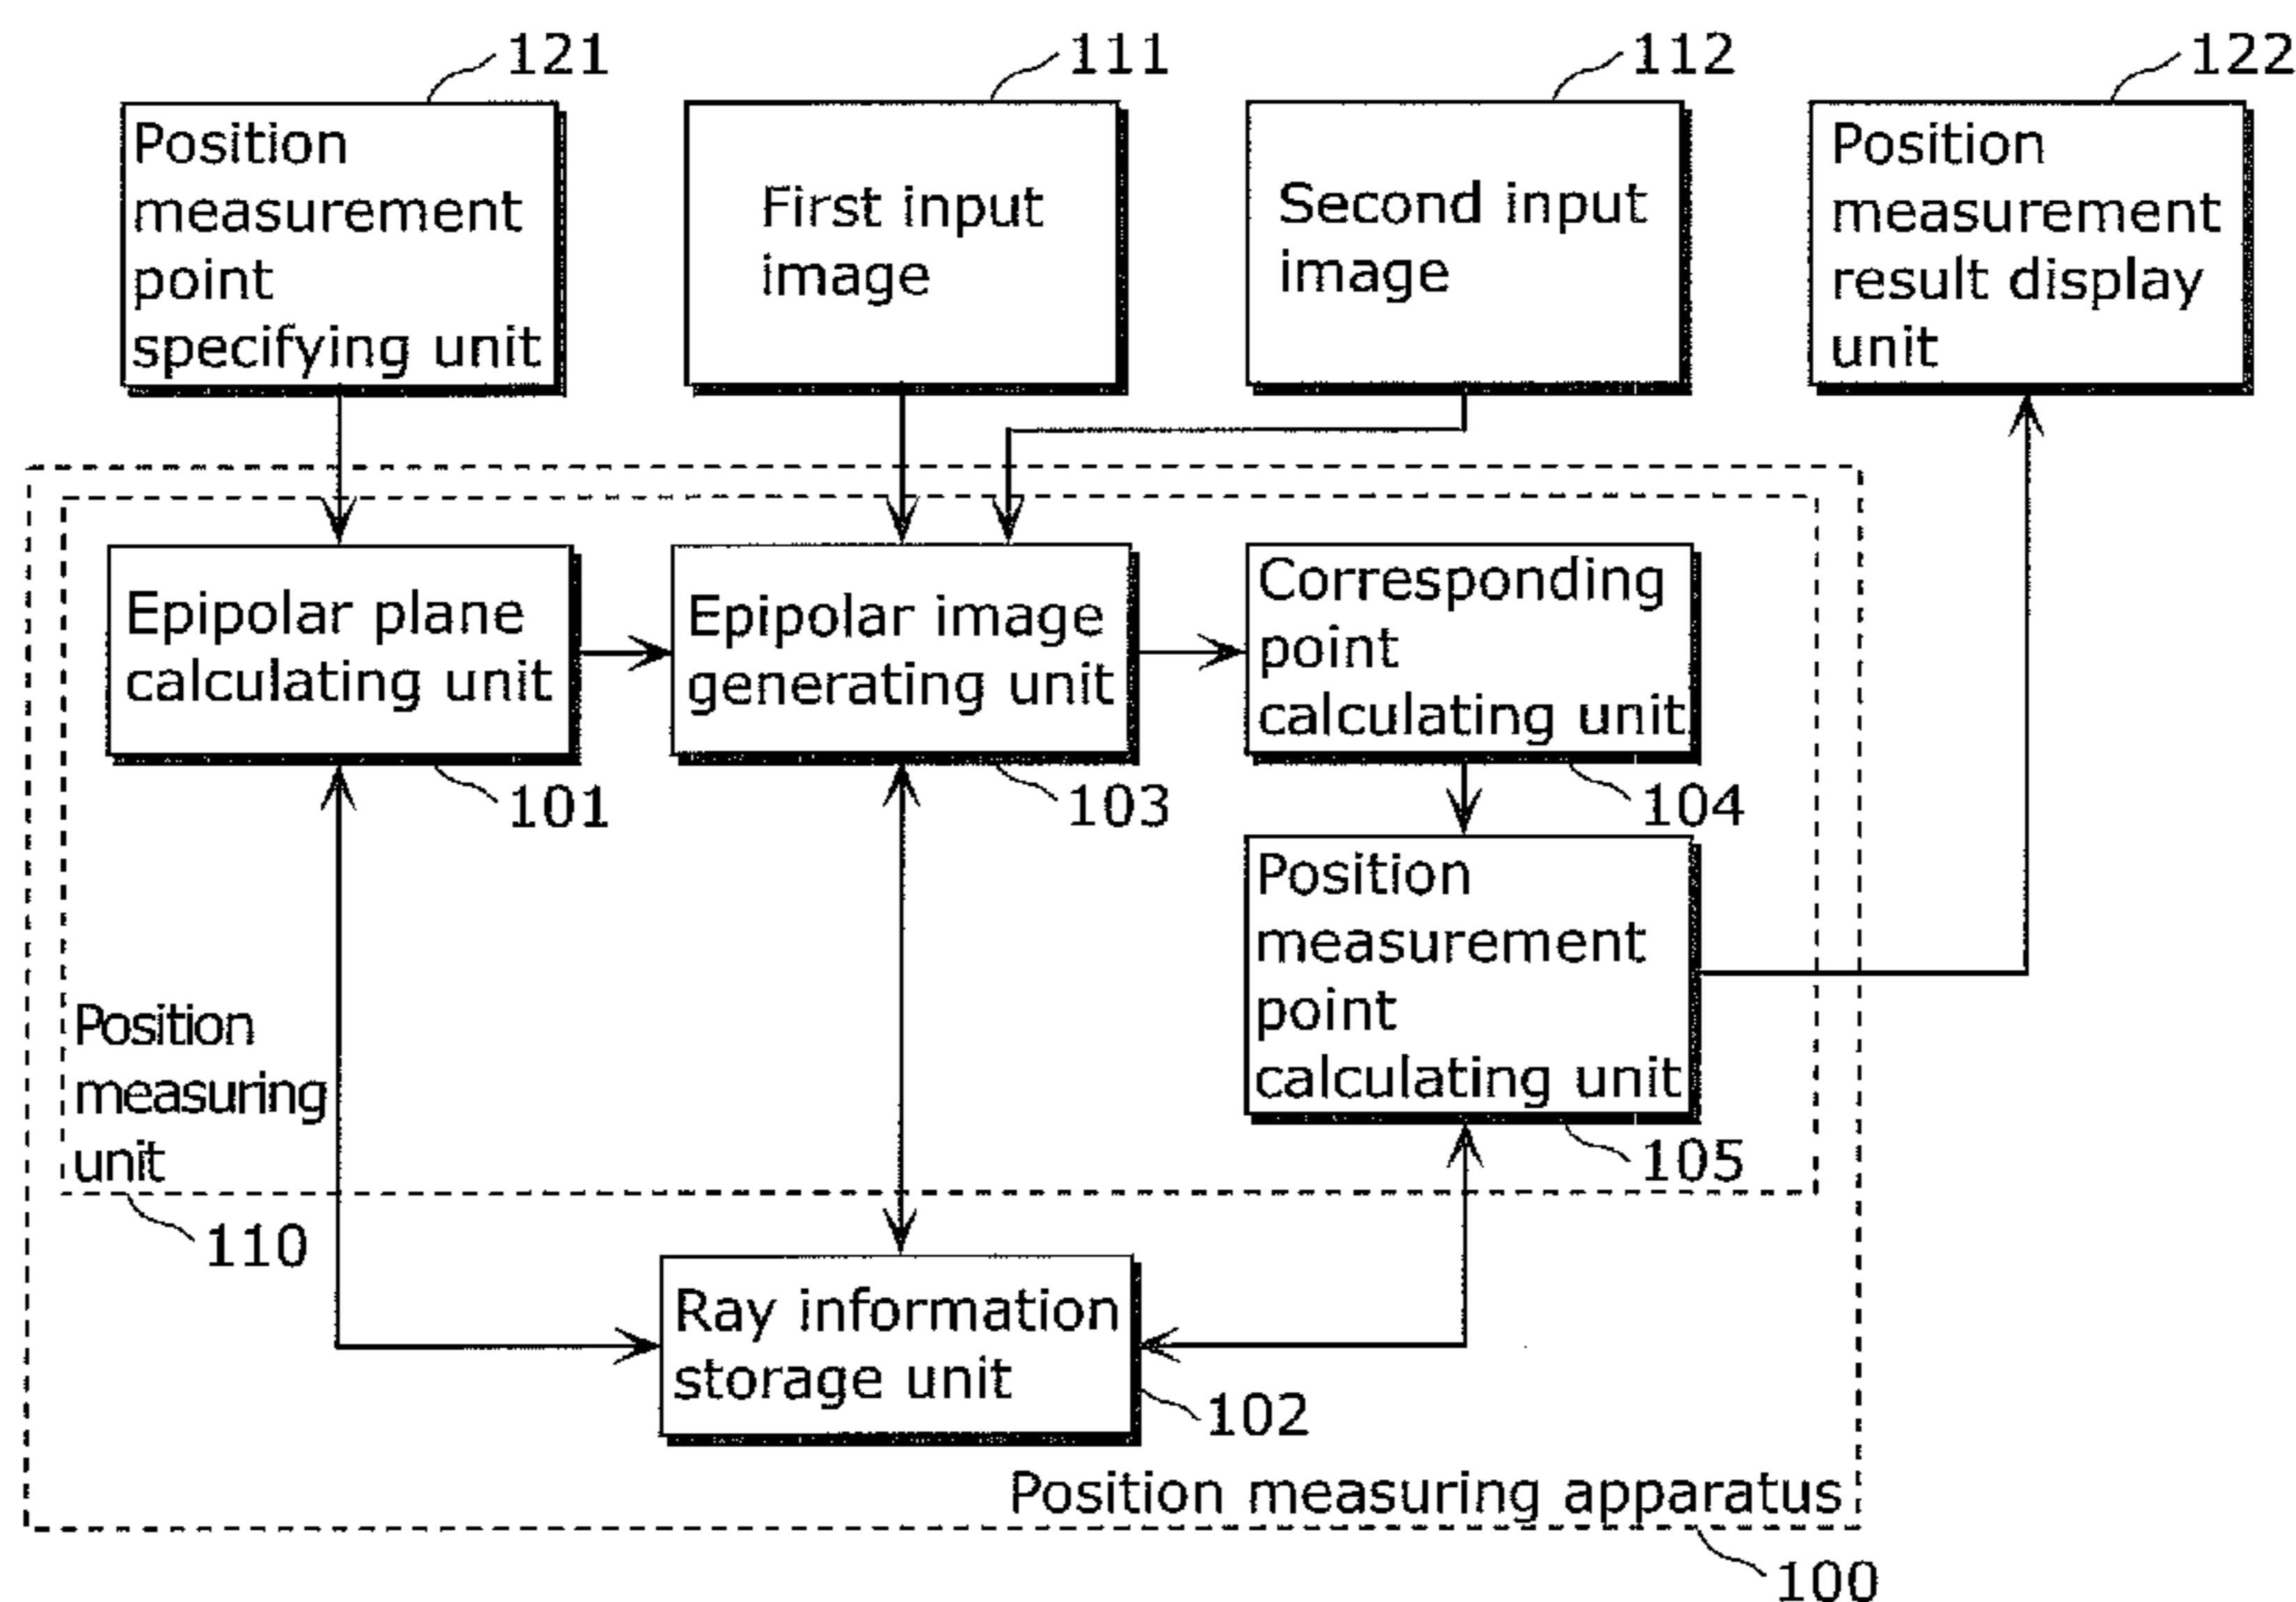 121
111
112
122
Position
measurement
point
specifying unit
First input
image
Second input
image
Position
measurement
result display
unit
Epipolar plane
calculating unit
Epipolar image
generating unit
Corresponding
point
calculating unit
101
103
104
Position
measurement
point
calculating unit
105
Position
measuring
unit
110
Ray information
storage unit
102
Position measuring apparatus
100